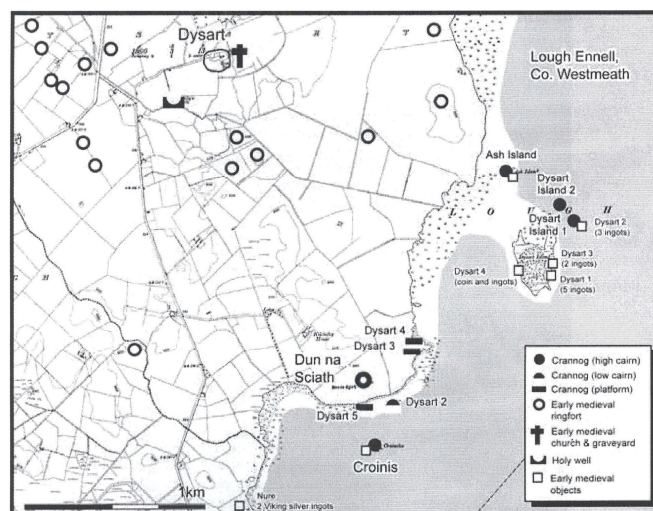 Dysart
Lough Ennell,
Co. Westmeath
Ash Island
Dysart
Island 2
L O U G H
Dysart
Island 1
Dysart 2
(3 ingots)
Dysart 3
(2 ingots)
Dysart 4
(coin and ingots)
Dysart 1
(5 ingots)
Dysart 4
Dysart 3
Dun na
Sciath
Dysart 2
Dysart 5
Croinis
1km
Nure
2 Viking silver ingots
Crannog (high cairn)
Crannog (low cairn)
Crannog (platform)
Early medieval
ringfort
Early medieval
church & graveyard
Holy well
Early medieval
objects